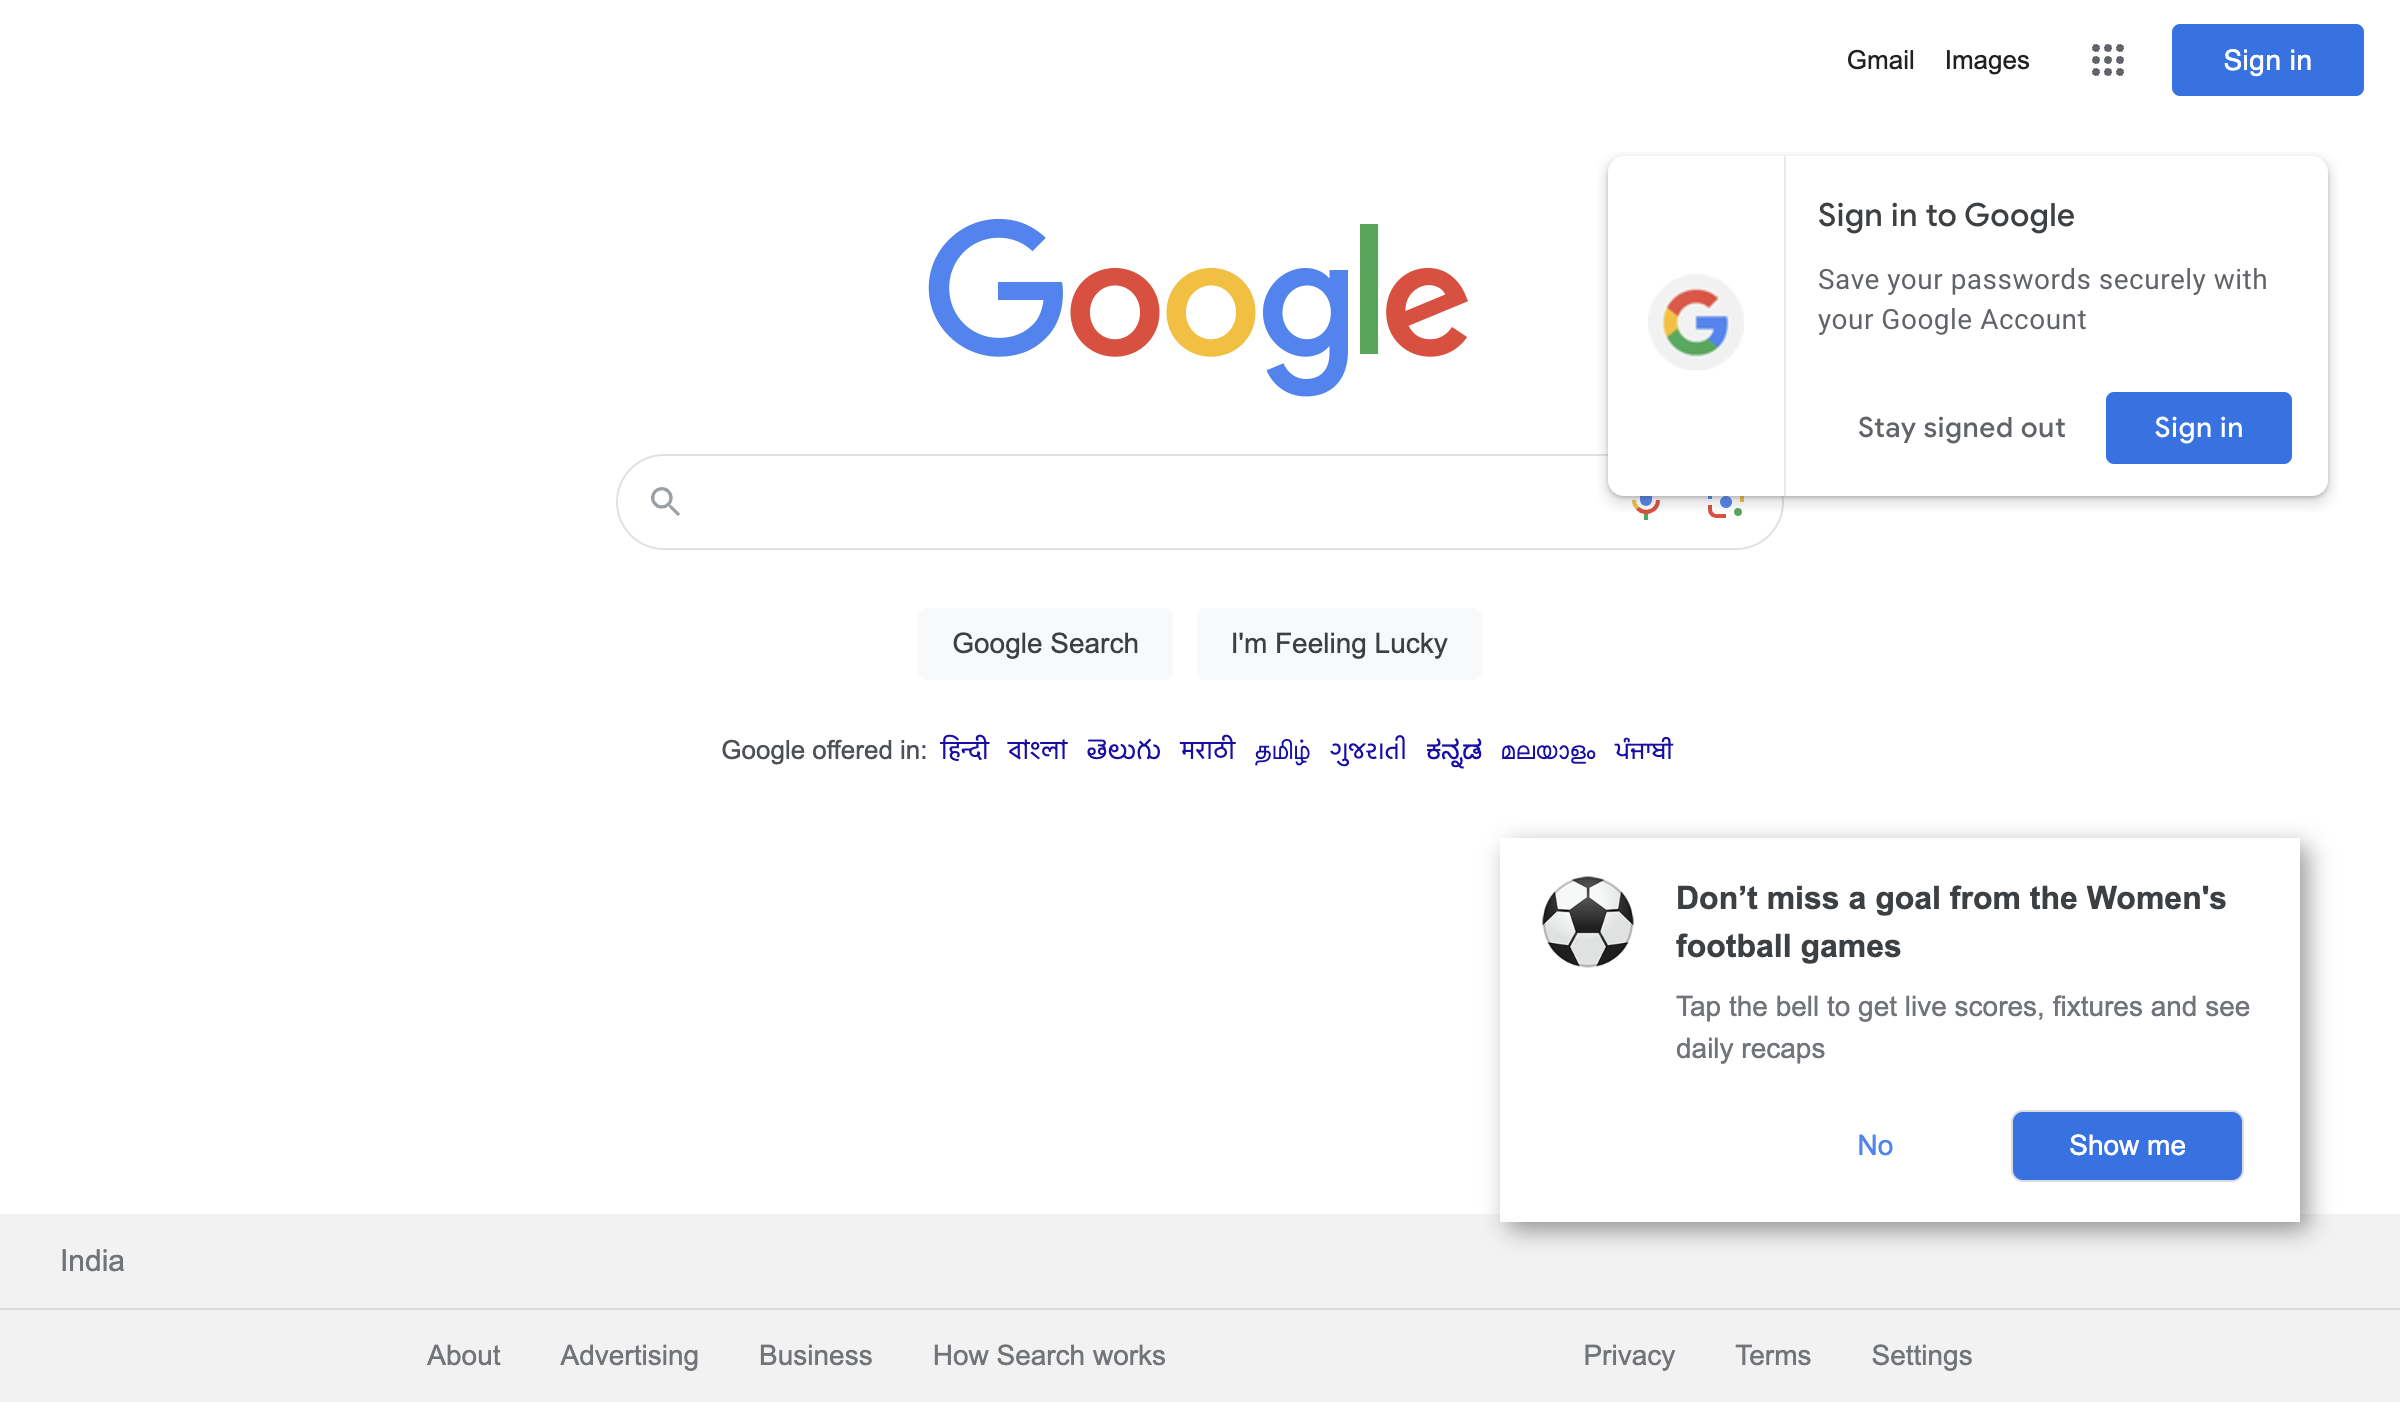 Gmail Images Sign in
Google
Sign in to Google
Save your passwords securely with
your Google Account
Stay signed out Sign in
Google Search I'm Feeling Lucky
Google offered in: हिन्दी বাংলা తెలుగు मराठी தமிழ் ગુજરાતી ಕನ್ನಡ മലയാളം ਪੰਜਾਬੀ
Don’t miss a goal from the Women's
football games
Tap the bell to get live scores, fixtures and see
daily recaps
No Show me
India
About Advertising Business How Search works Privacy Terms Settings